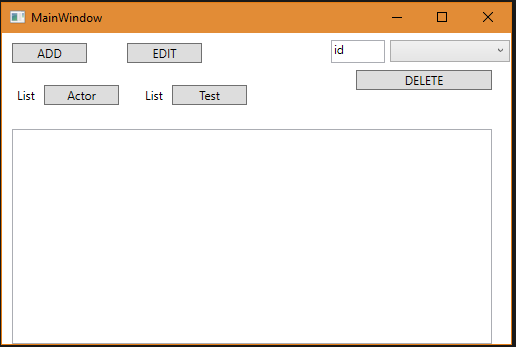 MainWindow
ADD EDIT id
DELETE
List Actor List Test